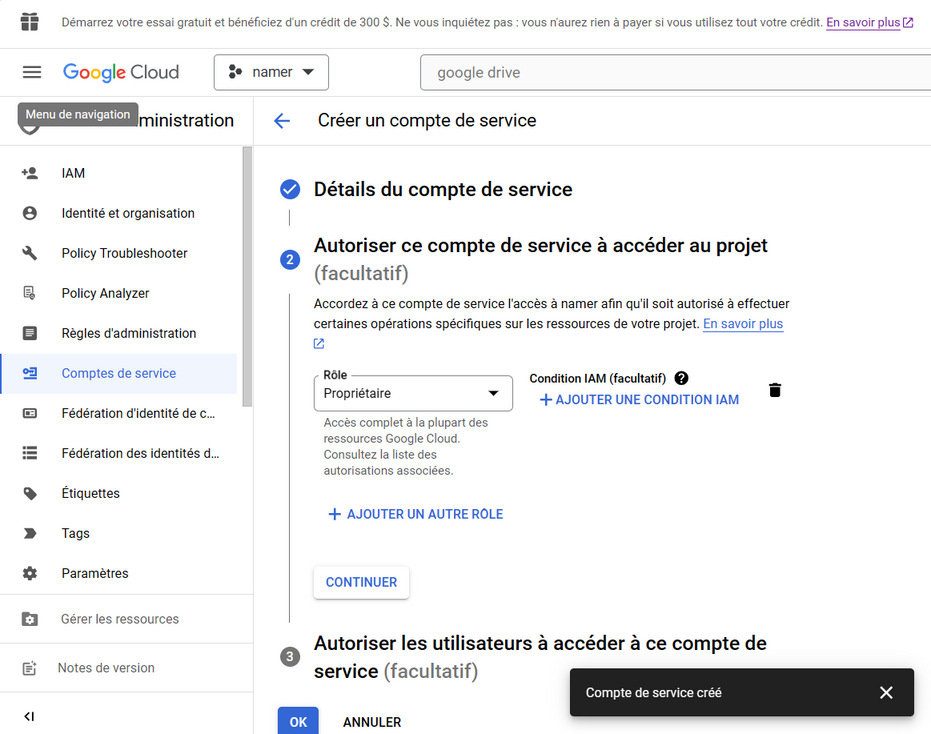 Démarrez votre essai gratuit et bénéficiez d'un crédit de 300 $. Ne vous inquiétez pas : vous n'aurez rien à payer si vous utilisez tout votre crédit. En savoir plus
Google Cloud
namer
google drive
Menu de navigation
ministration
Créer un compte de service
IAM
Identité et organisation
Policy Troubleshooter
Policy Analyzer
Règles d'administration
Comptes de service
Fédération d'identité de c...
Fédération des identités d...
Étiquettes
Tags
Paramètres
Gérer les ressources
Notes de version
Détails du compte de service
2
Autoriser ce compte de service à accéder au projet
(facultatif)
Accordez à ce compte de service l'accès à namer afin qu'il soit autorisé à effectuer
certaines opérations spécifiques sur les ressources de votre projet. En savoir plus
Rôle
Propriétaire
Condition IAM (facultatif)
AJOUTER UNE CONDITION IAM
Accès complet à la plupart des
ressources Google Cloud.
Consultez la liste des
autorisations associées.
AJOUTER UN AUTRE RÔLE
CONTINUER
3
Autoriser les utilisateurs à accéder à ce compte de
service (facultatif)
Compte de service créé
OK
ANNULER